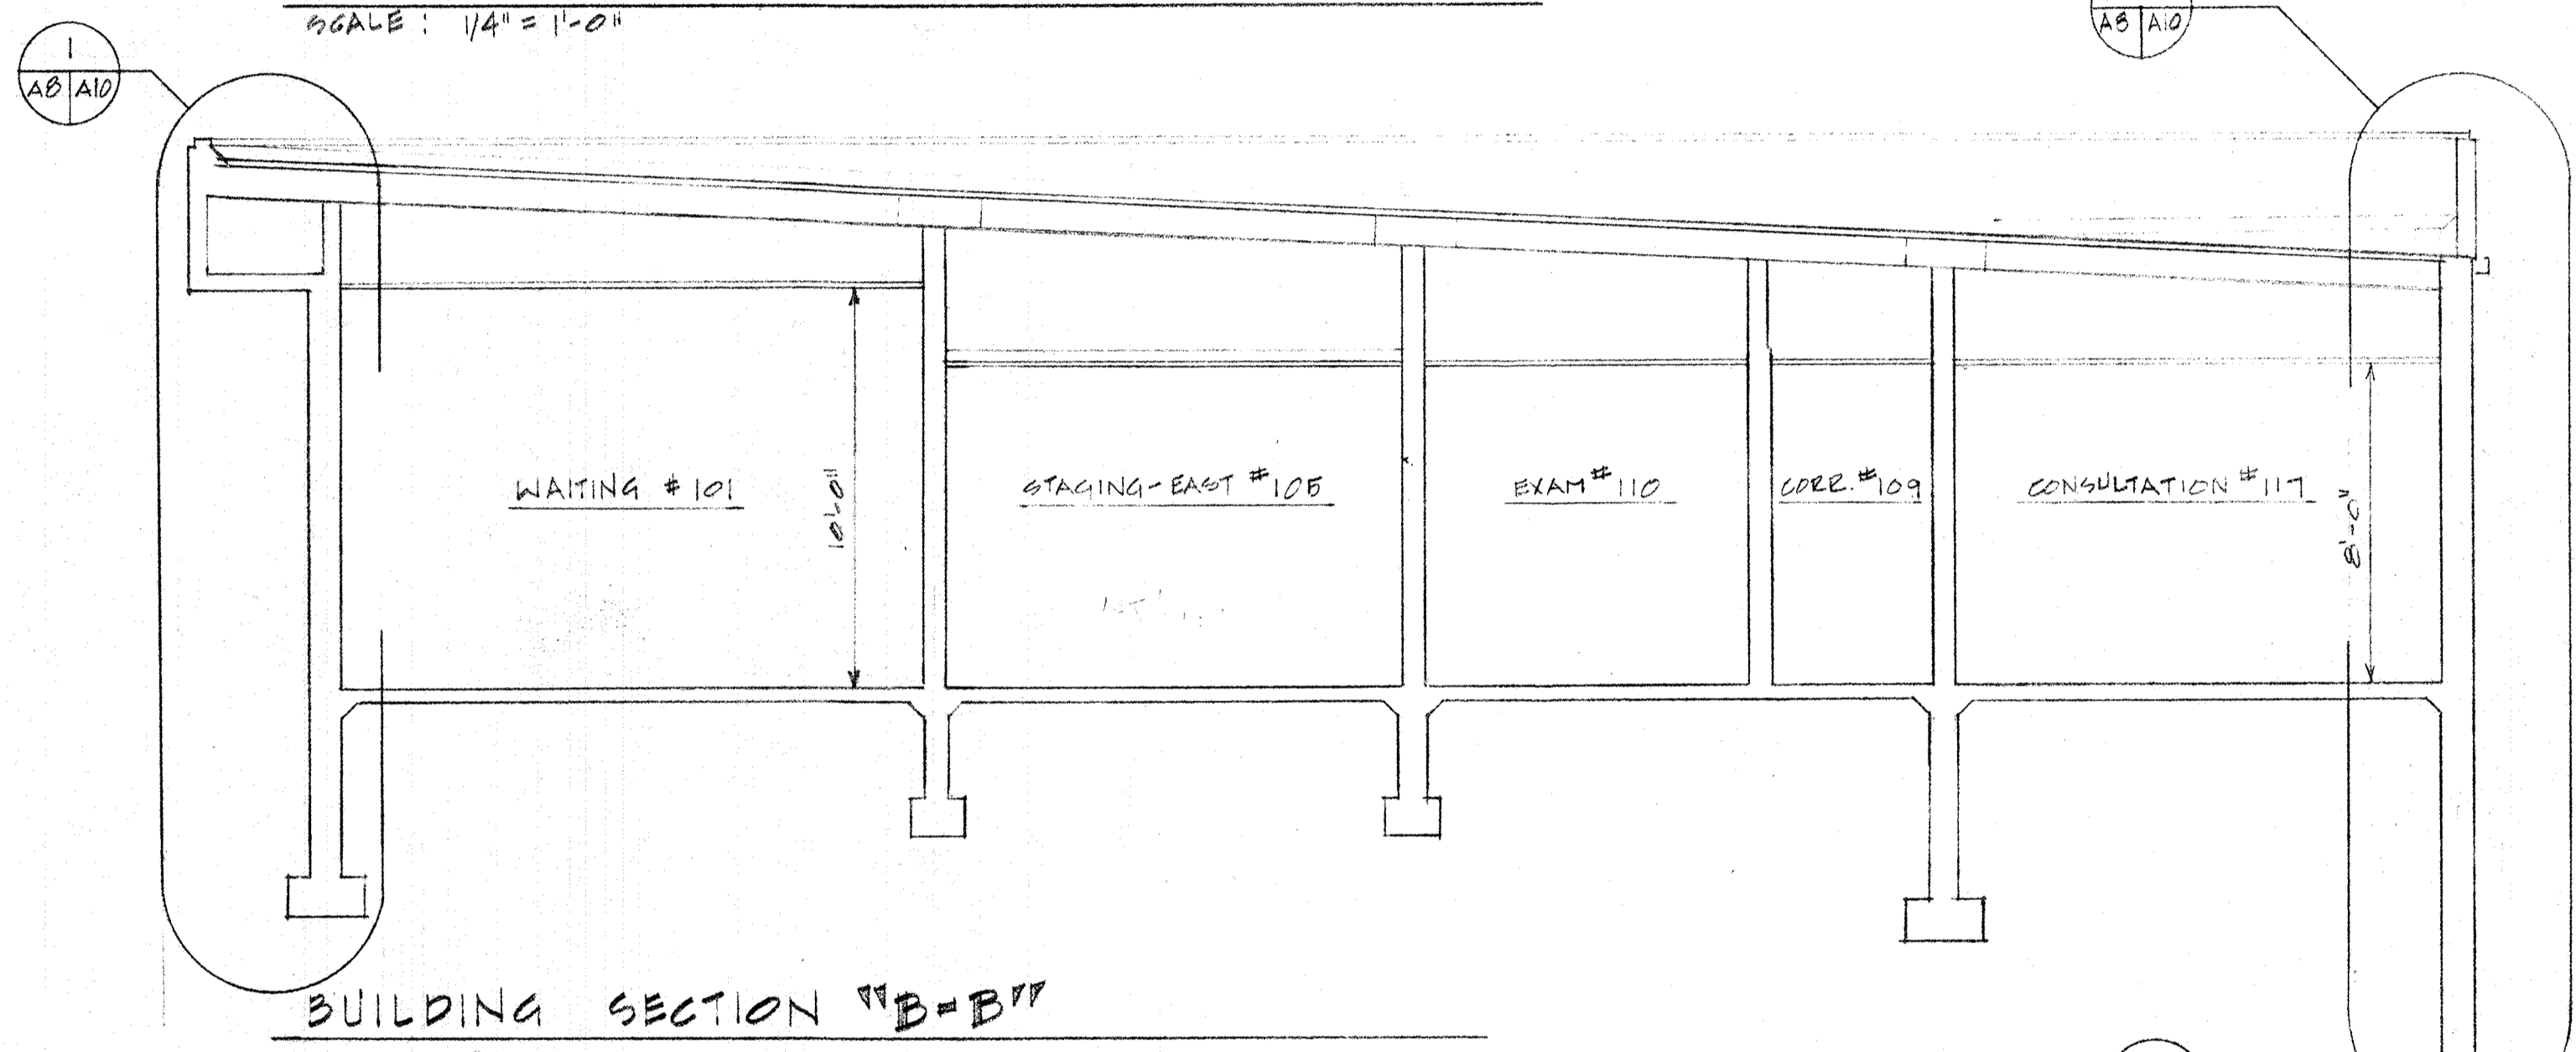 SCALE : 1/4" = 1'-0"
1
A8 A10
A8 A10
WAITING #101
10'-0"
STAGING-EAST #105
EXAM #110
CORR. #109
CONSULTATION #117
8'-0"
BUILDING SECTION "B-B"